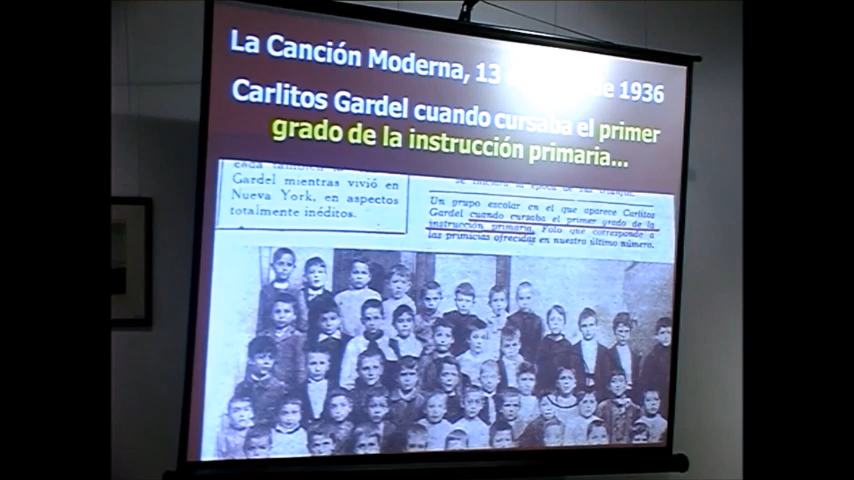 La Canción Moderna, 13 de 1936
Carlitos Gardel cuando cursaba el primer
grado de la instrucción primaria...
Gardel mientras vivió en
Nueva York, en aspectos
totalmente inéditos.
Un grupo escolar en el que aparece Carlitos
Gardel cuando cursaba el primer grado de la
instrucción primaria. Foto que corresponde a
las primicias ofrecidas en nuestro último número.